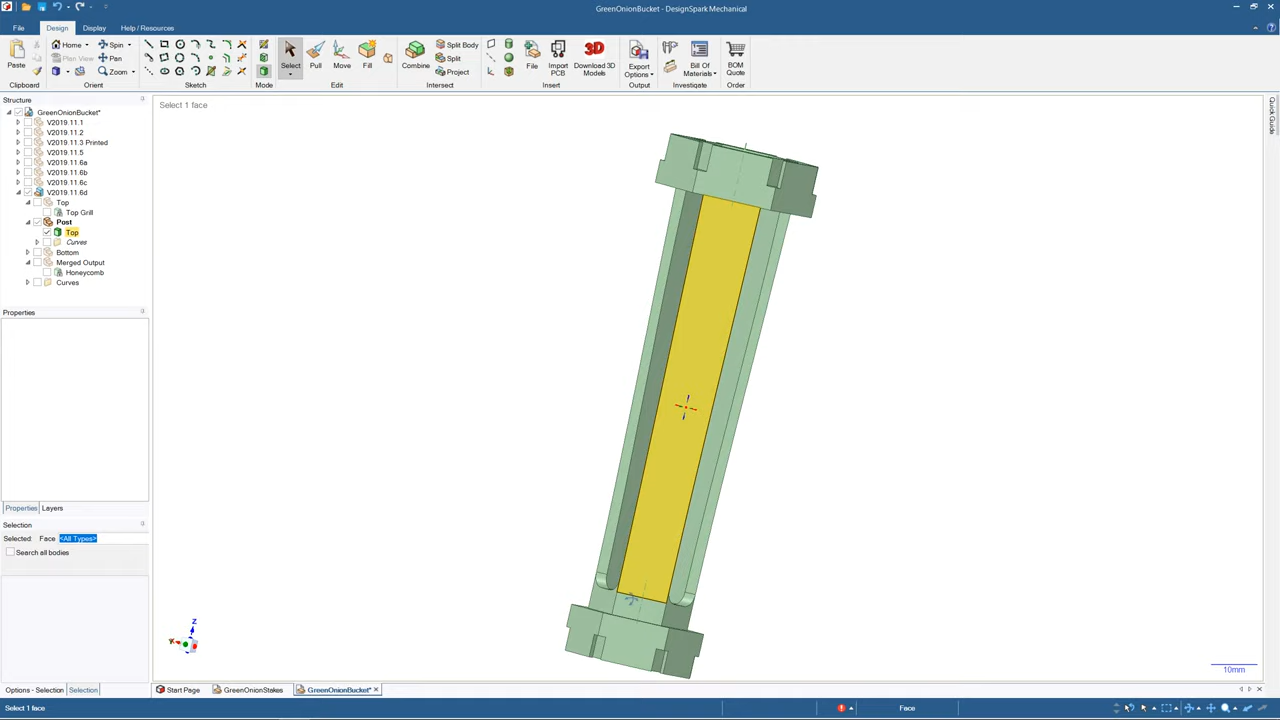 GreenOnionBucket - DesignSpark Mechanical
File Design Display Help / Resources
Paste Home Plan View Spin Pan Zoom Select Pull Move Fill Combine Split Body Split Project File Import PCB Download 3D Models 3D Export Options Bill Of Materials BOM Quote
Clipboard Orient Sketch Mode Edit Intersect Insert Output Investigate Order
Structure
GreenOnionBucket*
V2019.11.1
V2019.11.2
V2019.11.3 Printed
V2019.11.5
V2019.11.6a
V2019.11.6b
V2019.11.6c
V2019.11.6d
Top
Top Grill
Post
Top
Curves
Bottom
Merged Output
Honeycomb
Curves
Properties
Properties Layers
Selection
Selected: Face <All Types>
Search all bodies
Options - Selection Selection
Select 1 face
Quick Guide
Z
X
10mm
Start Page GreenOnionStakes GreenOnionBucket*
Select 1 face Face